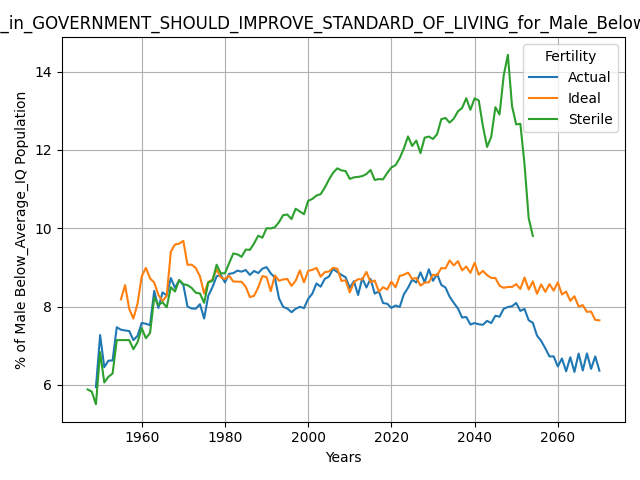 _in_GOVERNMENT_SHOULD_IMPROVE_STANDARD_OF_LIVING_for_Male_Below
Fertility
Actual
Ideal
Sterile
14
12
10
8
6
% of Male Below_Average_IQ Population
1960
1980
2000
2020
2040
2060
Years